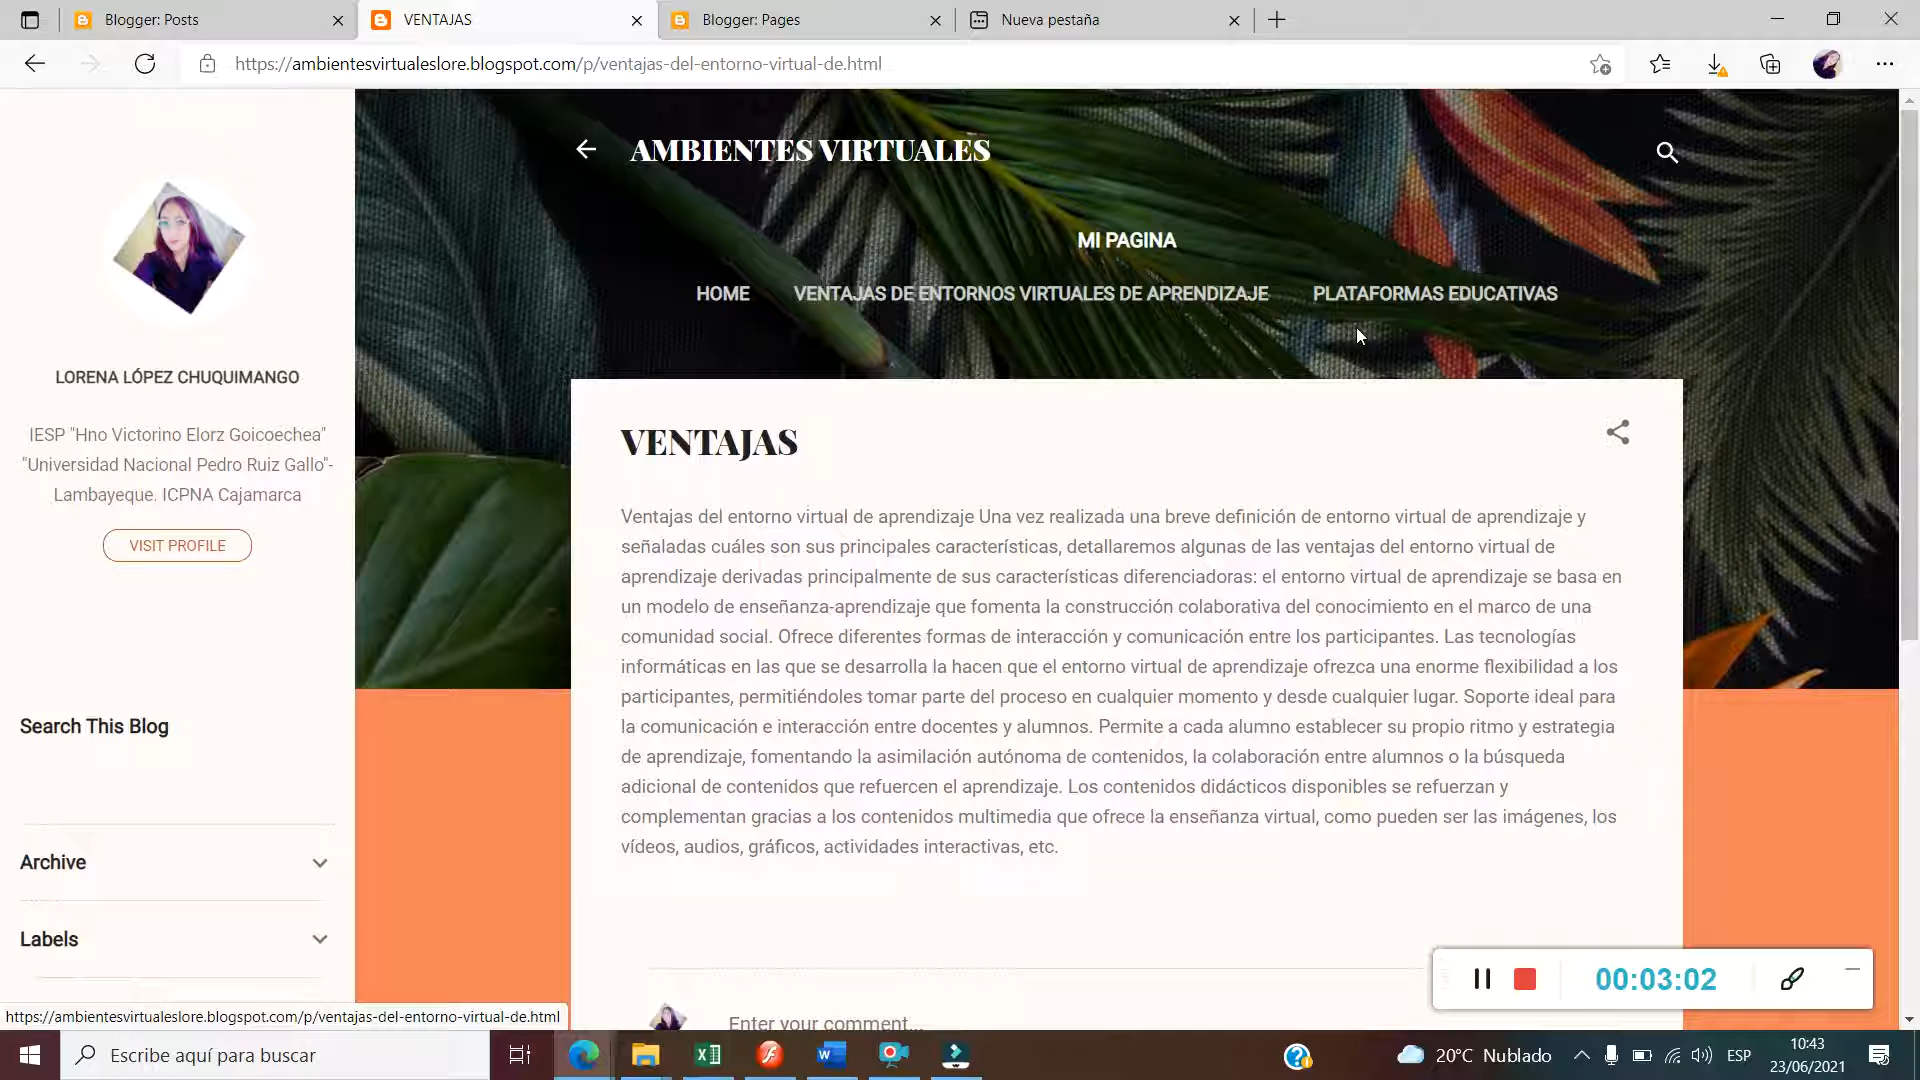 Blogger: Posts
VENTAJAS
Blogger: Pages
Nueva pestaña
https://ambientesvirtualeslore.blogspot.com/p/ventajas-del-entorno-virtual-de.html
AMBIENTES VIRTUALES
MI PAGINA
HOME
VENTAJAS DE ENTORNOS VIRTUALES DE APRENDIZAJE
PLATAFORMAS EDUCATIVAS
LORENA LÓPEZ CHUQUIMANGO
IESP "Hno Victorino Elorz Goicoechea"
"Universidad Nacional Pedro Ruiz Gallo"-
Lambayeque. ICPNA Cajamarca
VISIT PROFILE
Search This Blog
Archive
Labels
VENTAJAS
Ventajas del entorno virtual de aprendizaje Una vez realizada una breve definición de entorno virtual de aprendizaje y
señaladas cuáles son sus principales características, detallaremos algunas de las ventajas del entorno virtual de
aprendizaje derivadas principalmente de sus características diferenciadoras: el entorno virtual de aprendizaje se basa en
un modelo de enseñanza-aprendizaje que fomenta la construcción colaborativa del conocimiento en el marco de una
comunidad social. Ofrece diferentes formas de interacción y comunicación entre los participantes. Las tecnologías
informáticas en las que se desarrolla la hacen que el entorno virtual de aprendizaje ofrezca una enorme flexibilidad a los
participantes, permitiéndoles tomar parte del proceso en cualquier momento y desde cualquier lugar. Soporte ideal para
la comunicación e interacción entre docentes y alumnos. Permite a cada alumno establecer su propio ritmo y estrategia
de aprendizaje, fomentando la asimilación autónoma de contenidos, la colaboración entre alumnos o la búsqueda
adicional de contenidos que refuercen el aprendizaje. Los contenidos didácticos disponibles se refuerzan y
complementan gracias a los contenidos multimedia que ofrece la enseñanza virtual, como pueden ser las imágenes, los
vídeos, audios, gráficos, actividades interactivas, etc.
Enter your comment...
00:03:02
https://ambientesvirtualeslore.blogspot.com/p/ventajas-del-entorno-virtual-de.html
Escribe aquí para buscar
20°C Nublado
ESP
10:43
23/06/2021